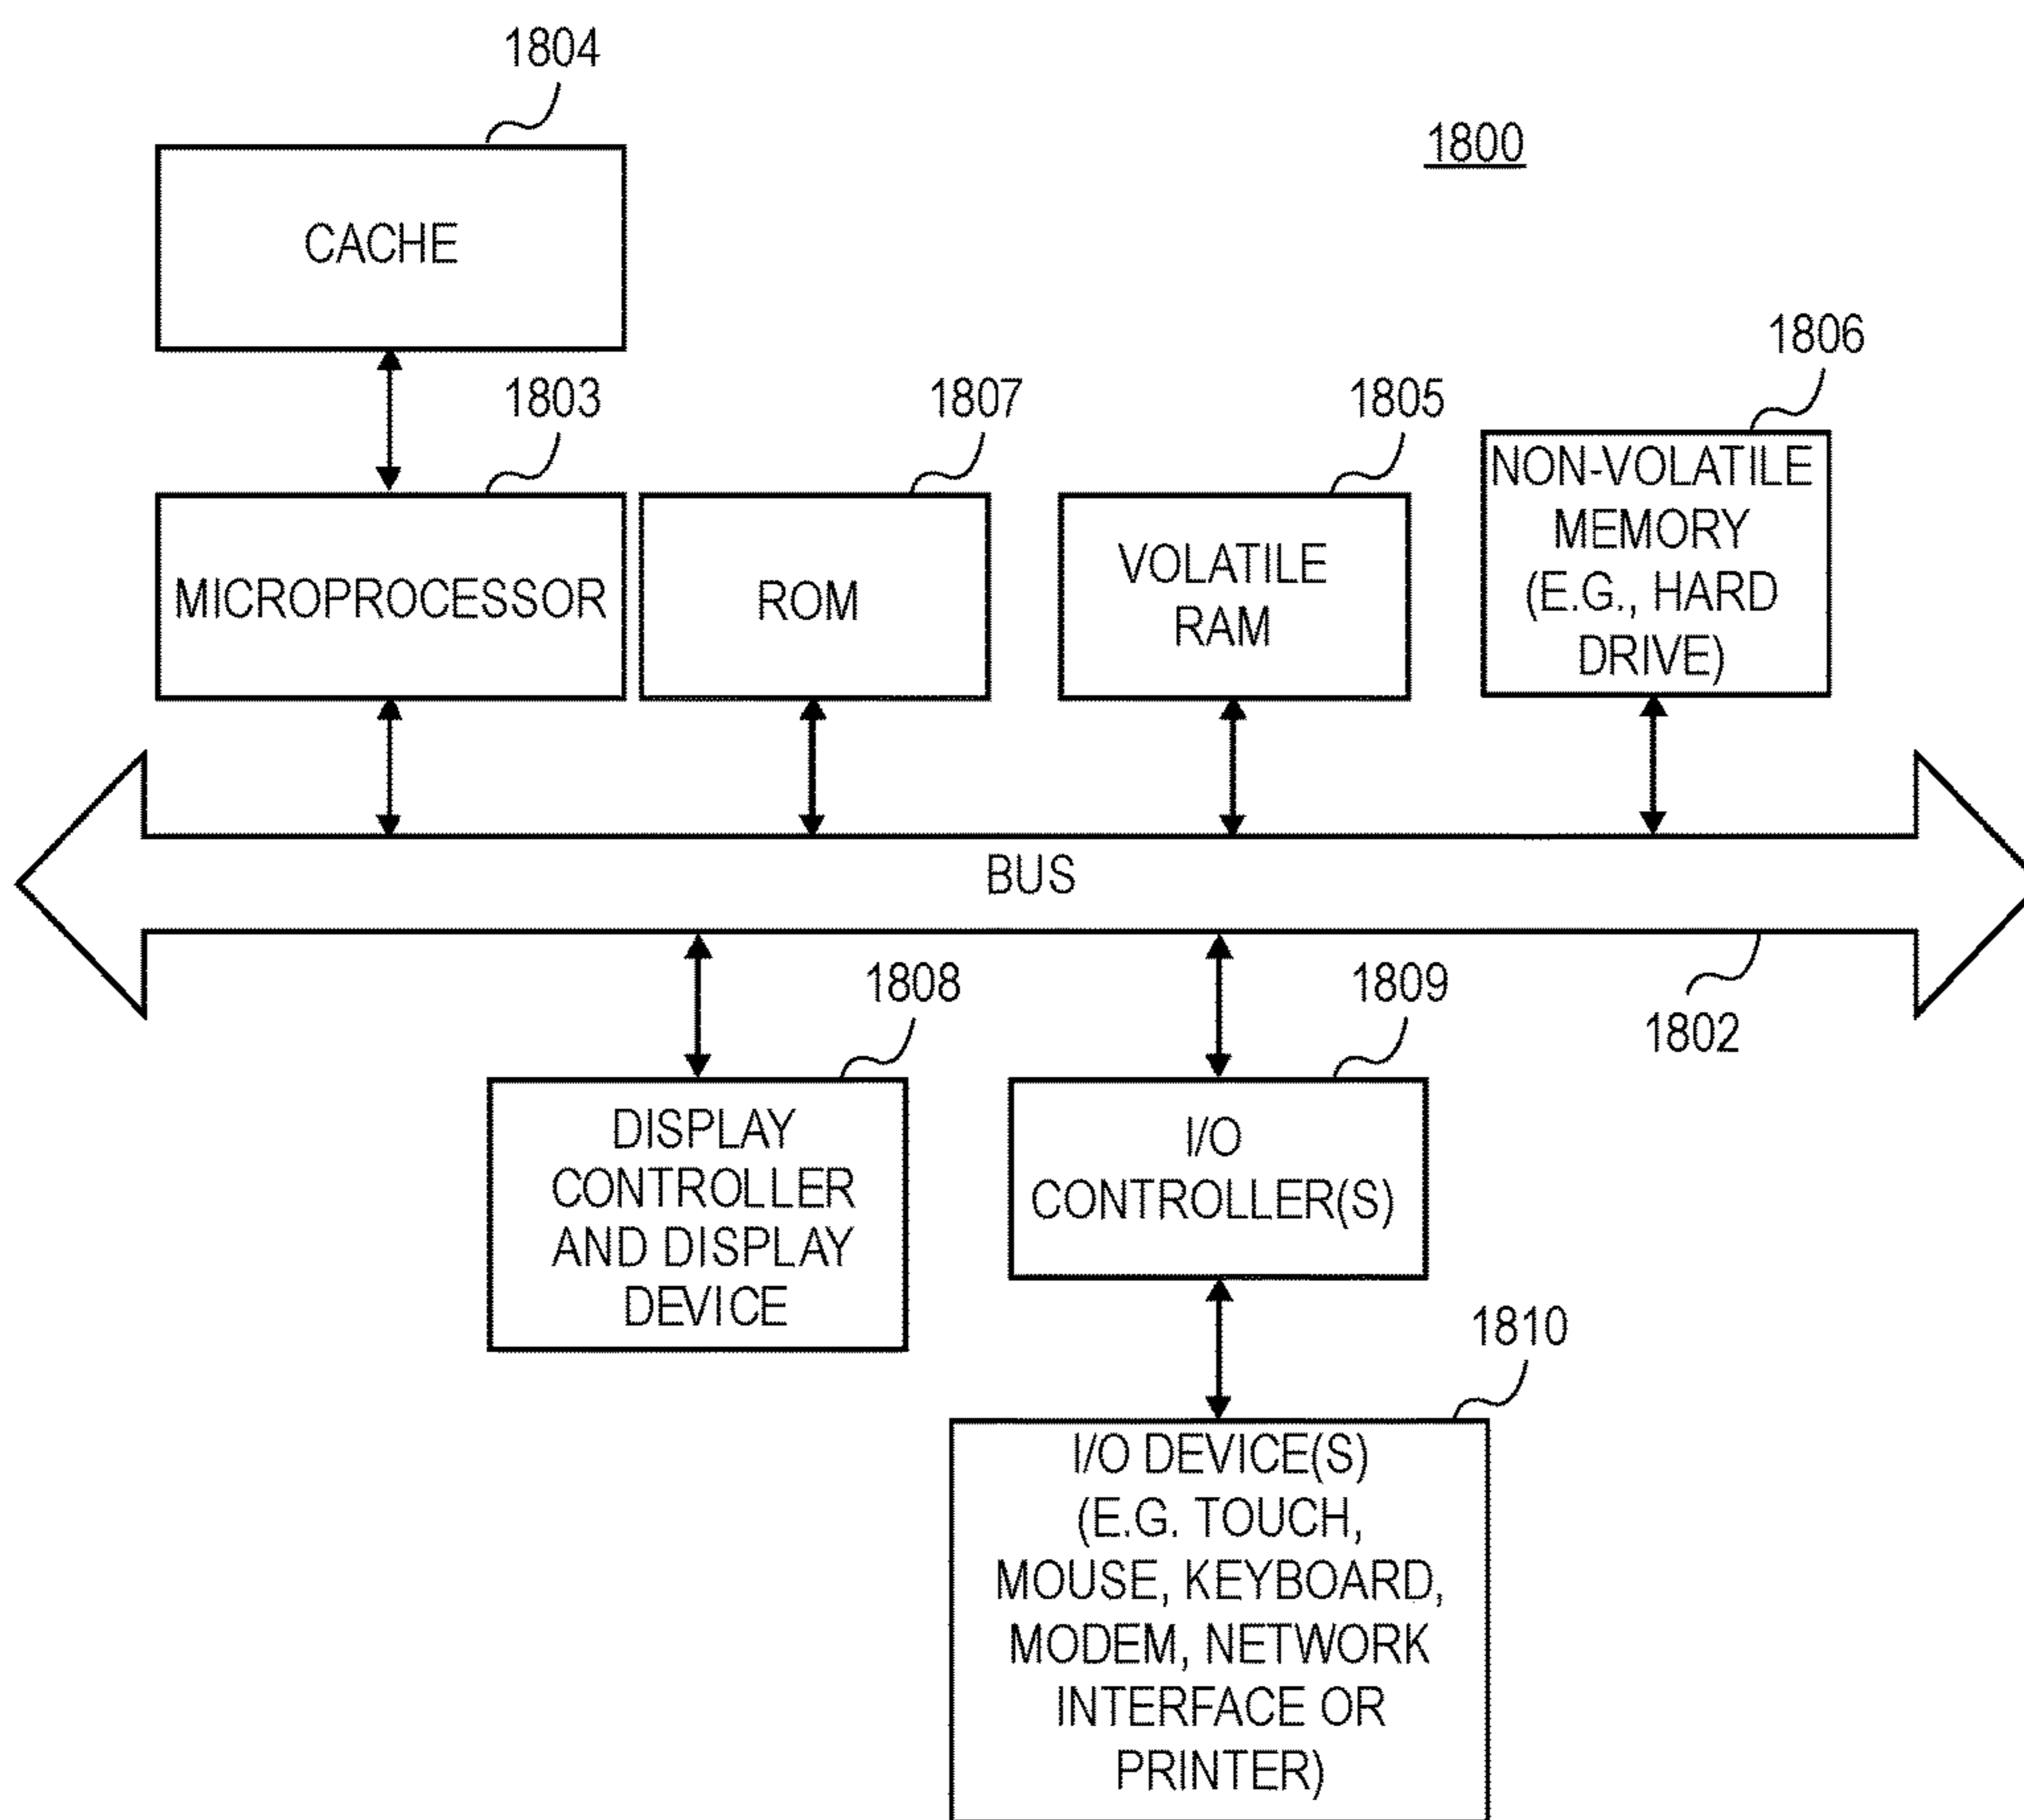 1804
1800
CACHE
1806
1803
1807
1805
NON-VOLATILE
MEMORY
(E.G., HARD
DRIVE)
MICROPROCESSOR
ROM
VOLATILE
RAM
BUS
1808
1809
1802
DISPLAY
CONTROLLER
AND DISPLAY
DEVICE
I/O
CONTROLLER(S)
1810
I/O DEVICE(S)
(E.G. TOUCH,
MOUSE, KEYBOARD,
MODEM, NETWORK
INTERFACE OR
PRINTER)